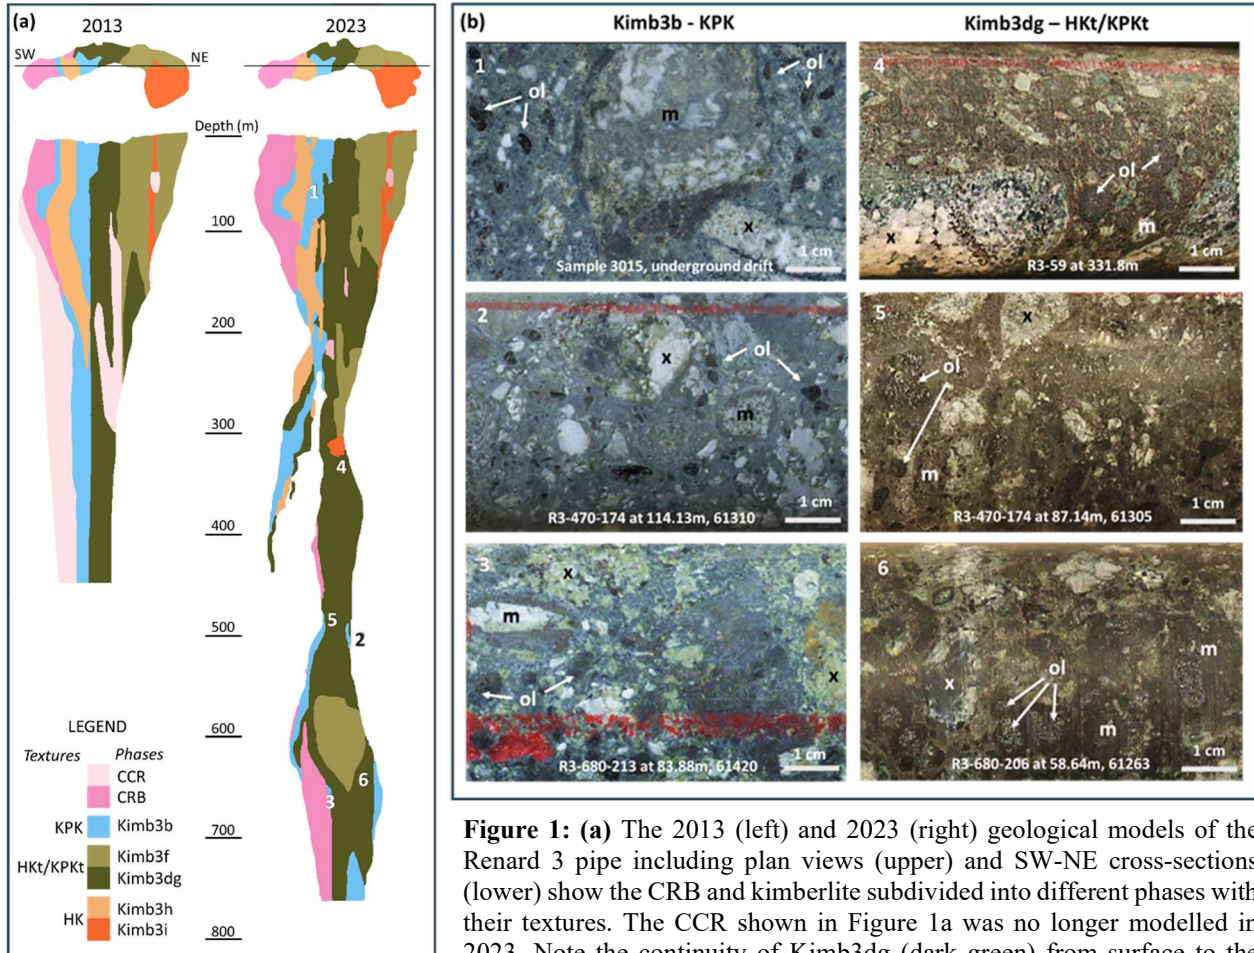 (a)
2013
2023
SW
NE
Depth (m)
100
200
300
400
500
600
700
800
1
4
5
2
6
3
LEGEND
Textures
Phases
CCR
CRB
KPK
Kimb3b
HKt/KPKt
Kimb3f
Kimb3dg
HK
Kimb3h
Kimb3i
(b)
Kimb3b - KPK
Kimb3dg – HKt/KPKt
1
ol
ol
m
x
Sample 3015, underground drift
1 cm
4
ol
x
m
R3-59 at 331.8m
1 cm
2
x
ol
m
R3-470-174 at 114.13m, 61310
1 cm
5
x
ol
m
R3-470-174 at 87.14m, 61305
1 cm
3
x
m
ol
x
R3-680-213 at 83.88m, 61420
1 cm
6
m
x
ol
m
R3-680-206 at 58.64m, 61263
1 cm
Figure 1: (a) The 2013 (left) and 2023 (right) geological models of the
Renard 3 pipe including plan views (upper) and SW-NE cross-sections
(lower) show the CRB and kimberlite subdivided into different phases with
their textures. The CCR shown in Figure 1a was no longer modelled in
2023. Note the continuity of Kimb3dg (dark green) from surface to the